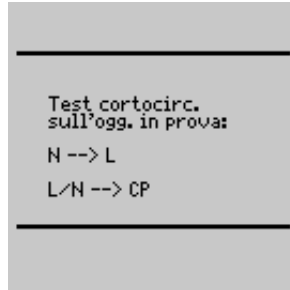 Test cortocirc.
sull'ogg. in prova:
N --> L
L/N --> CP